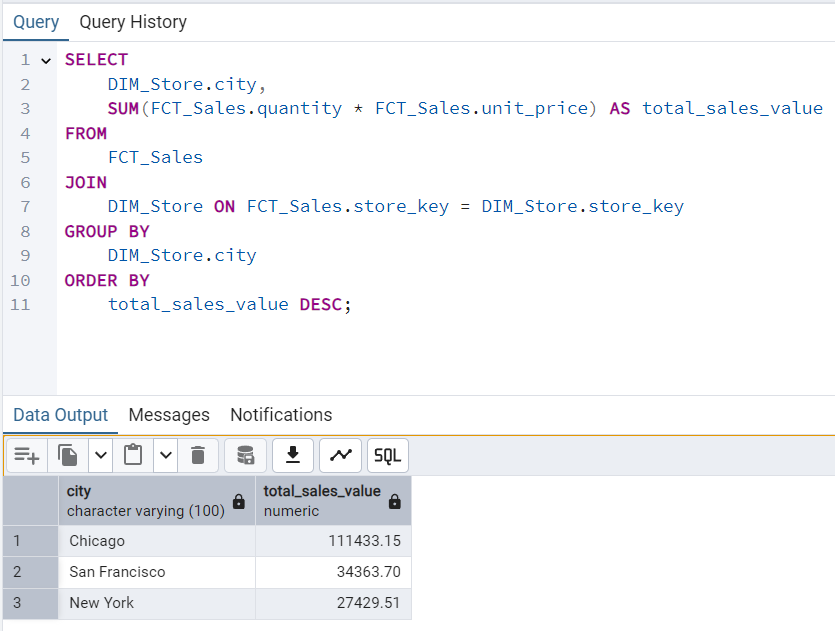 Query Query History
1 SELECT
2 DIM_Store.city,
3 SUM(FCT_Sales.quantity * FCT_Sales.unit_price) AS total_sales_value
4 FROM
5 FCT_Sales
6 JOIN
7 DIM_Store ON FCT_Sales.store_key = DIM_Store.store_key
8 GROUP BY
9 DIM_Store.city
10 ORDER BY
11 total_sales_value DESC;
Data Output Messages Notifications
SQL
city total_sales_value
character varying (100) numeric
1 Chicago 111433.15
2 San Francisco 34363.70
3 New York 27429.51